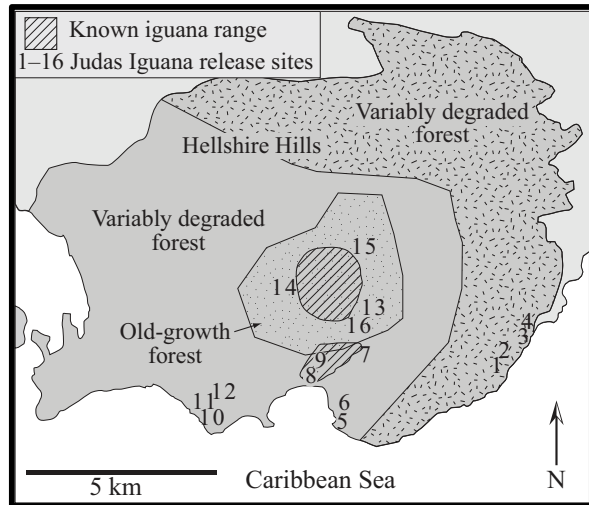 Known iguana range
1–16 Judas Iguana release sites
Variably degraded
forest
Hellshire Hills
Variably degraded
forest
15
14
13
16
Old-growth
forest
9
7
8
4
3
2
1
12
11
10
6
5
5 km
Caribbean Sea
N